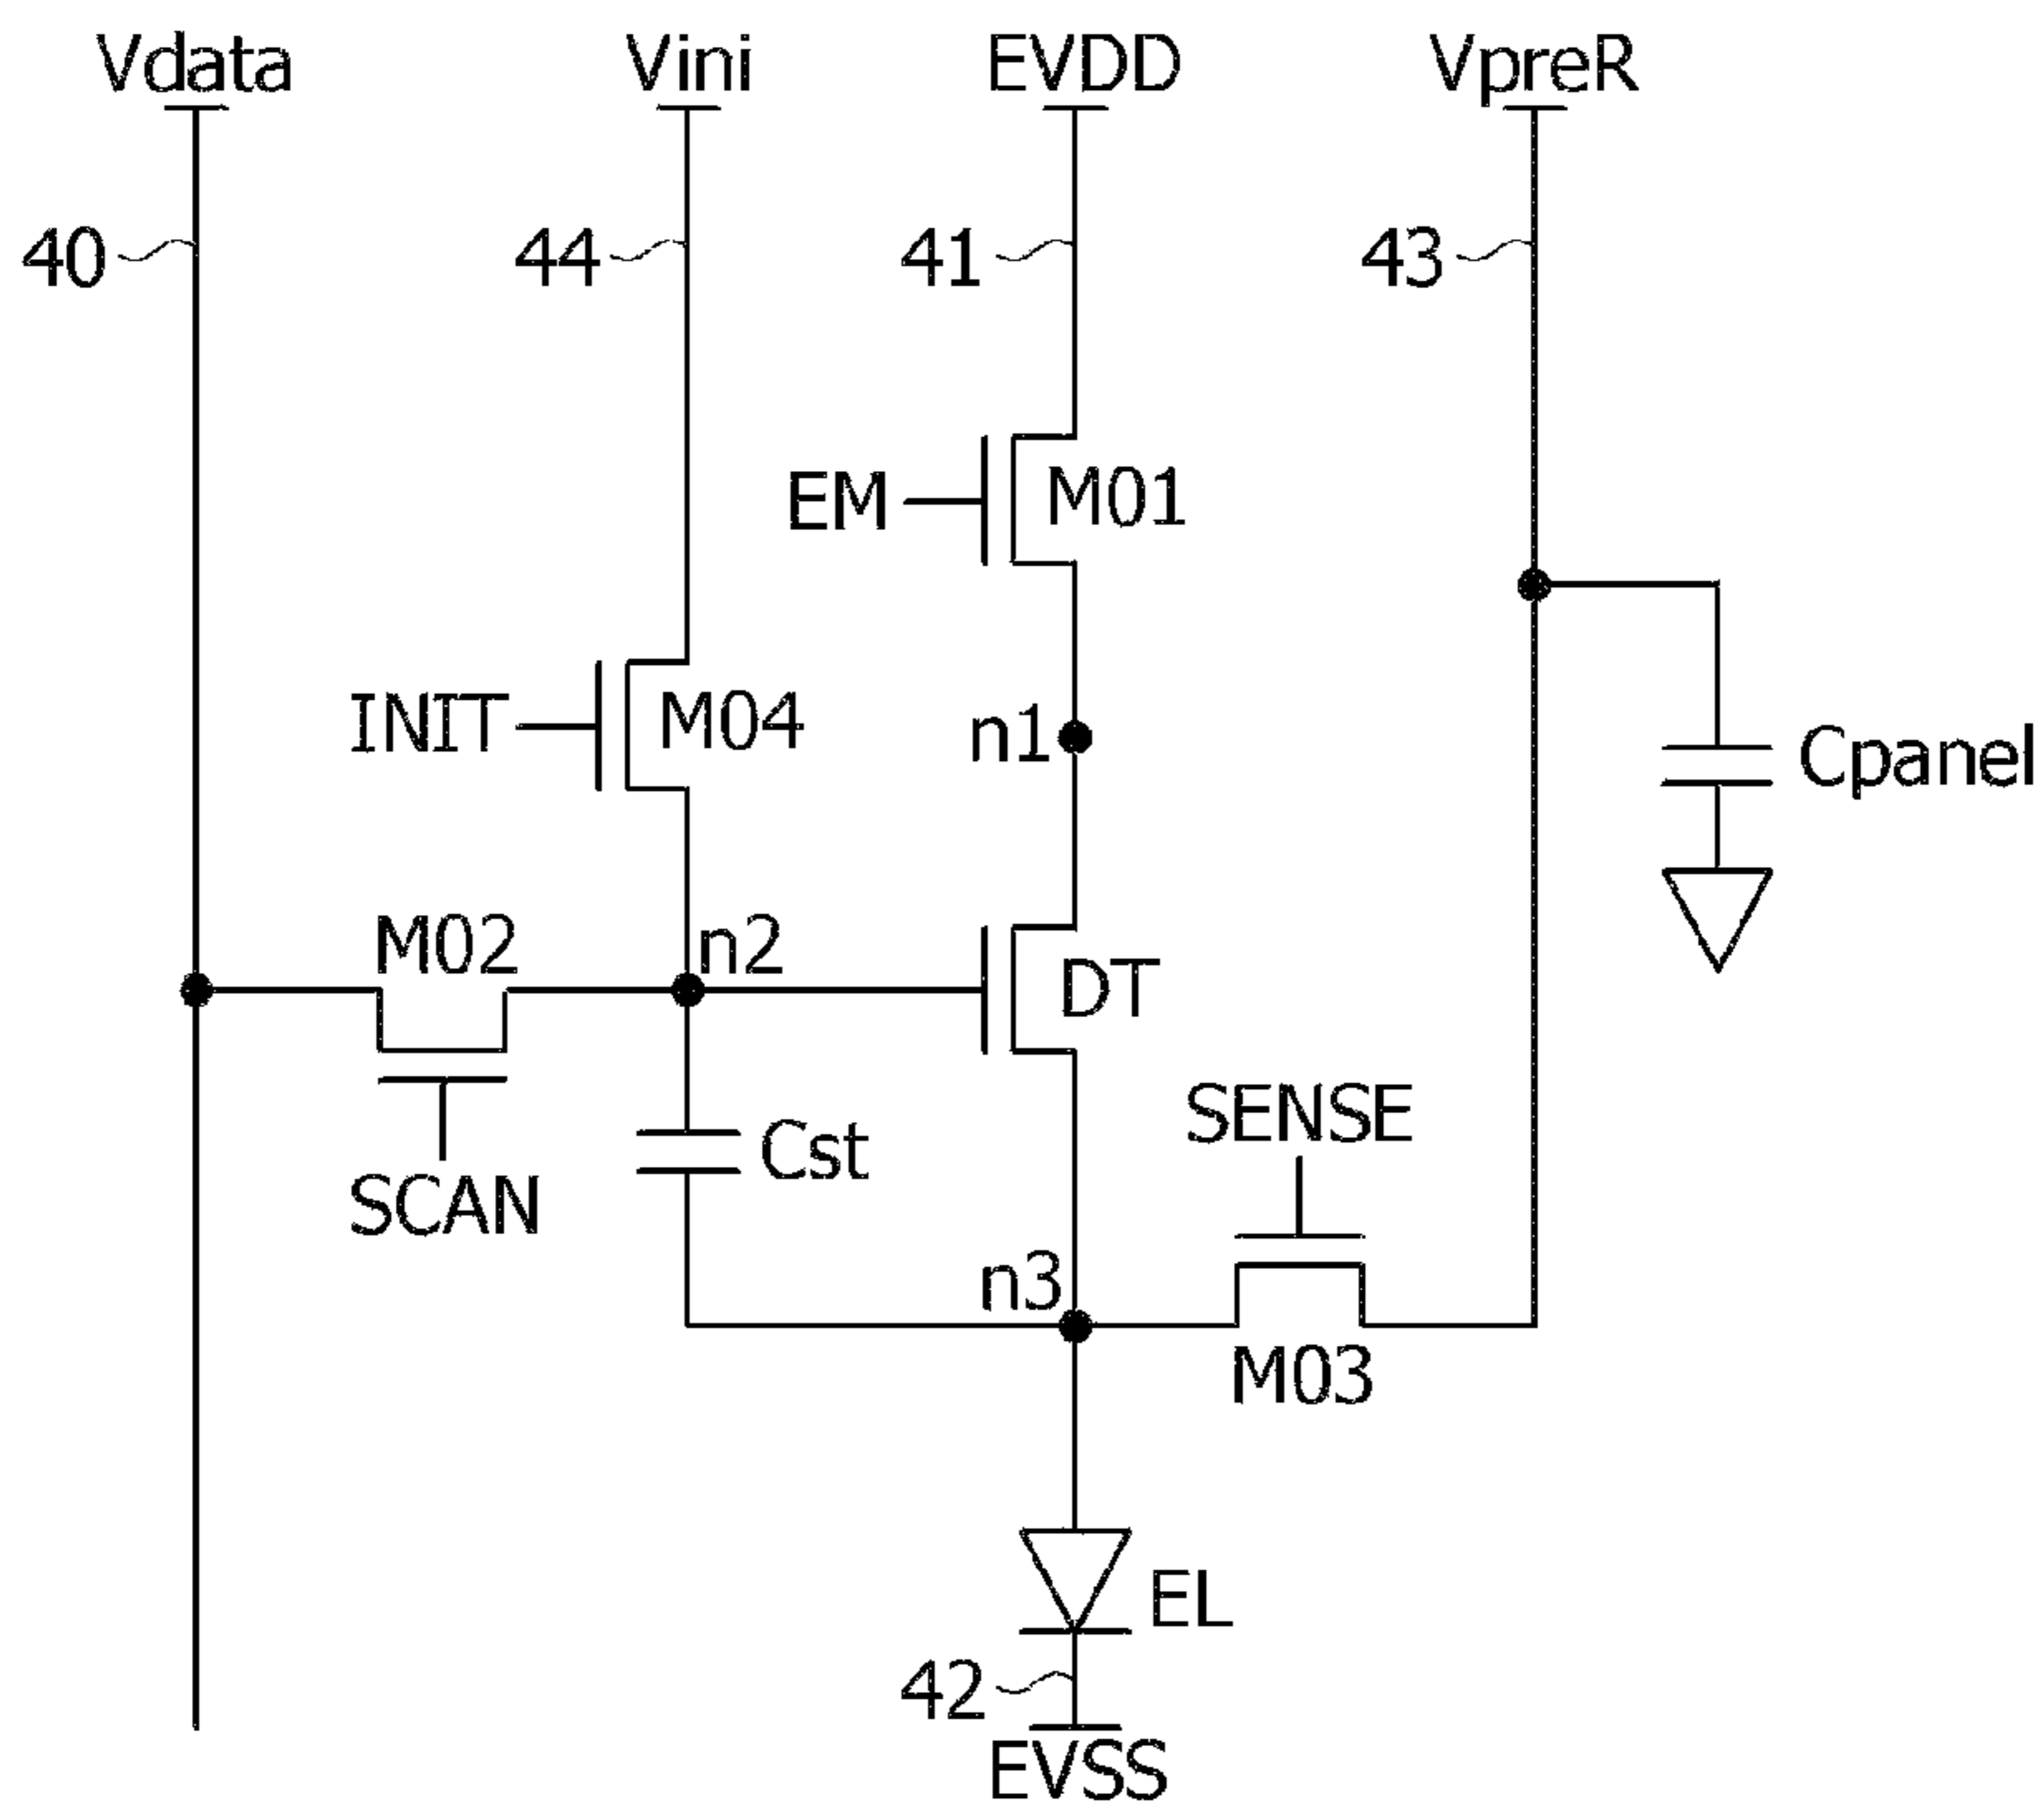 Vdata
Vini
EVDD
VpreR
40
44
41
43
EM
M01
INIT
M04
n1
Cpanel
M02
n2
DT
SCAN
Cst
SENSE
n3
M03
EL
42
EVSS